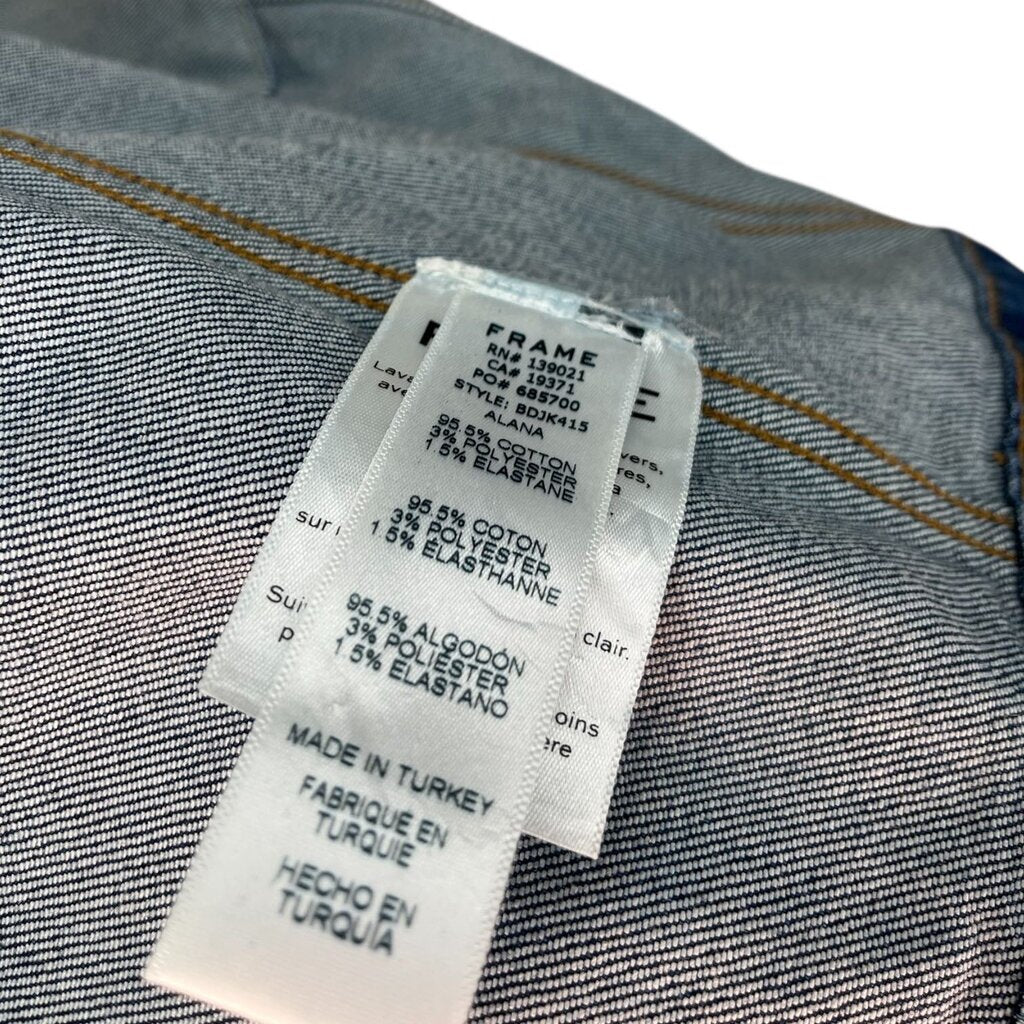 FRAME
RN# 139021
CA# 19371
PO# 685700
STYLE: BDJK415
ALANA
95.5% COTTON
3% POLYESTER
1.5% ELASTANE
95.5% COTON
3% POLYESTER
1.5% ÉLASTHANNE
95.5% ALGODÓN
3% POLIÉSTER
1.5% ELASTANO
MADE IN TURKEY
FABRIQUÉ EN
TURQUIE
HECHO EN
TURQUÍA
sur
clair.